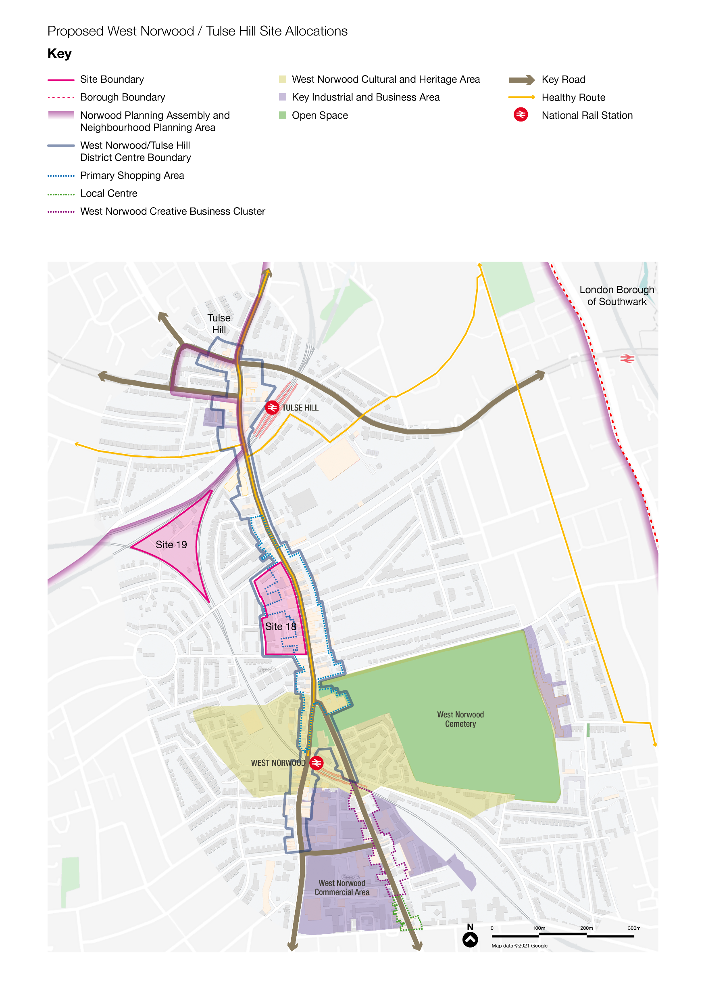 Proposed West Norwood / Tulse Hill Site Allocations
Key
Site Boundary
Borough Boundary
Norwood Planning Assembly and
Neighbourhood Planning Area
West Norwood/Tulse Hill
District Centre Boundary
Primary Shopping Area
Local Centre
West Norwood Creative Business Cluster
West Norwood Cultural and Heritage Area
Key Industrial and Business Area
Open Space
Key Road
Healthy Route
National Rail Station
London Borough
of Southwark
Tulse
Hill
TULSE HILL
Site 19
Site 18
Google
West Norwood
Cemetery
WEST NORWOOD
Google
West Norwood
Commercial Area
N
0 100m 200m 300m
Map data ©2021 Google